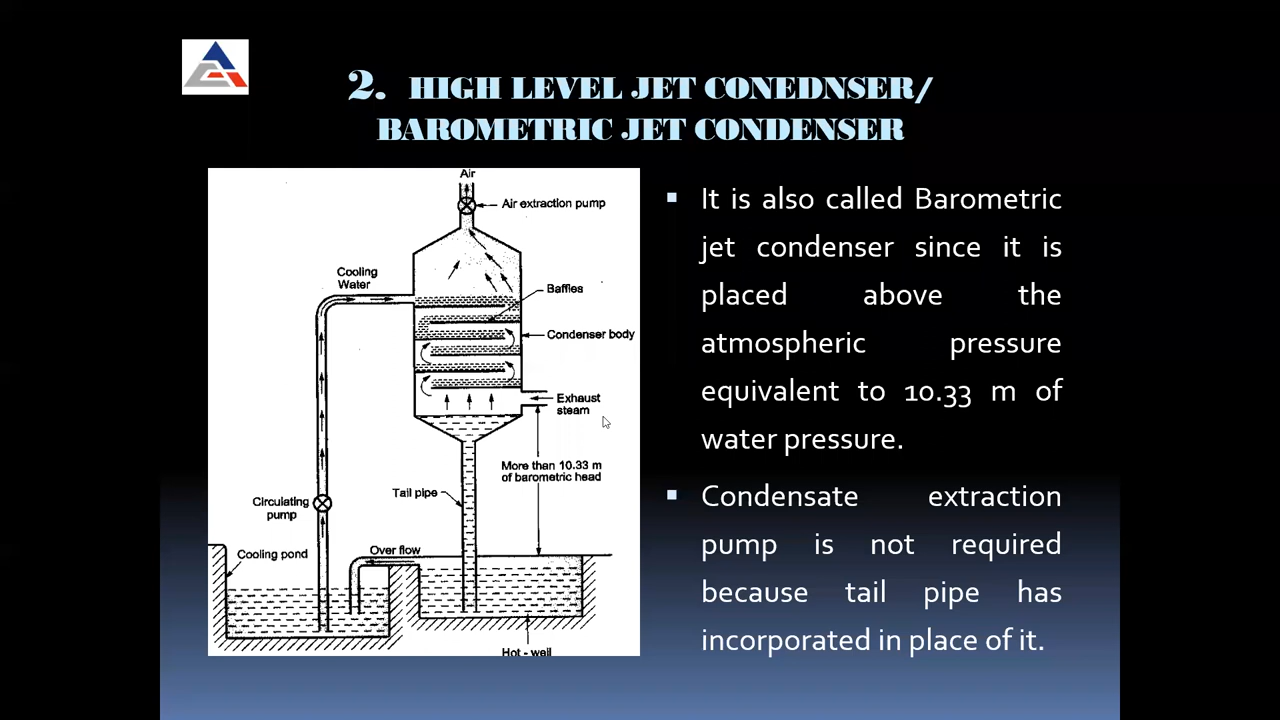 2. HIGH LEVEL JET CONEDNSER/
BAROMETRIC JET CONDENSER
Air
Air extraction pump
Cooling
Water
Baffles
Condenser body
Exhaust
steam
More than 10.33 m
of barometric head
Tail pipe
Circulating
pump
Cooling pond
Over flow
Hot - well
▪ It is also called Barometric
jet condenser since it is
placed above the
atmospheric pressure
equivalent to 10.33 m of
water pressure.
▪ Condensate extraction
pump is not required
because tail pipe has
incorporated in place of it.